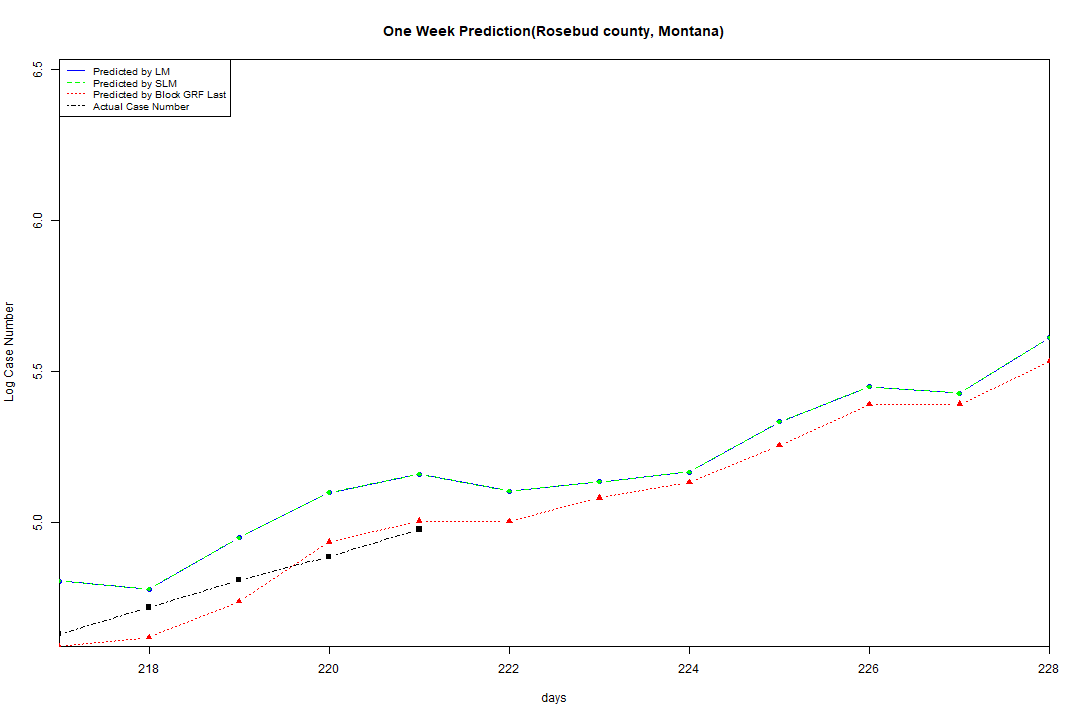 One Week Prediction(Rosebud county, Montana)
Predicted by LM
Predicted by SLM
Predicted by Block GRF Last
Actual Case Number
6.5
6.0
5.5
5.0
Log Case Number
218 220 222 224 226 228
days